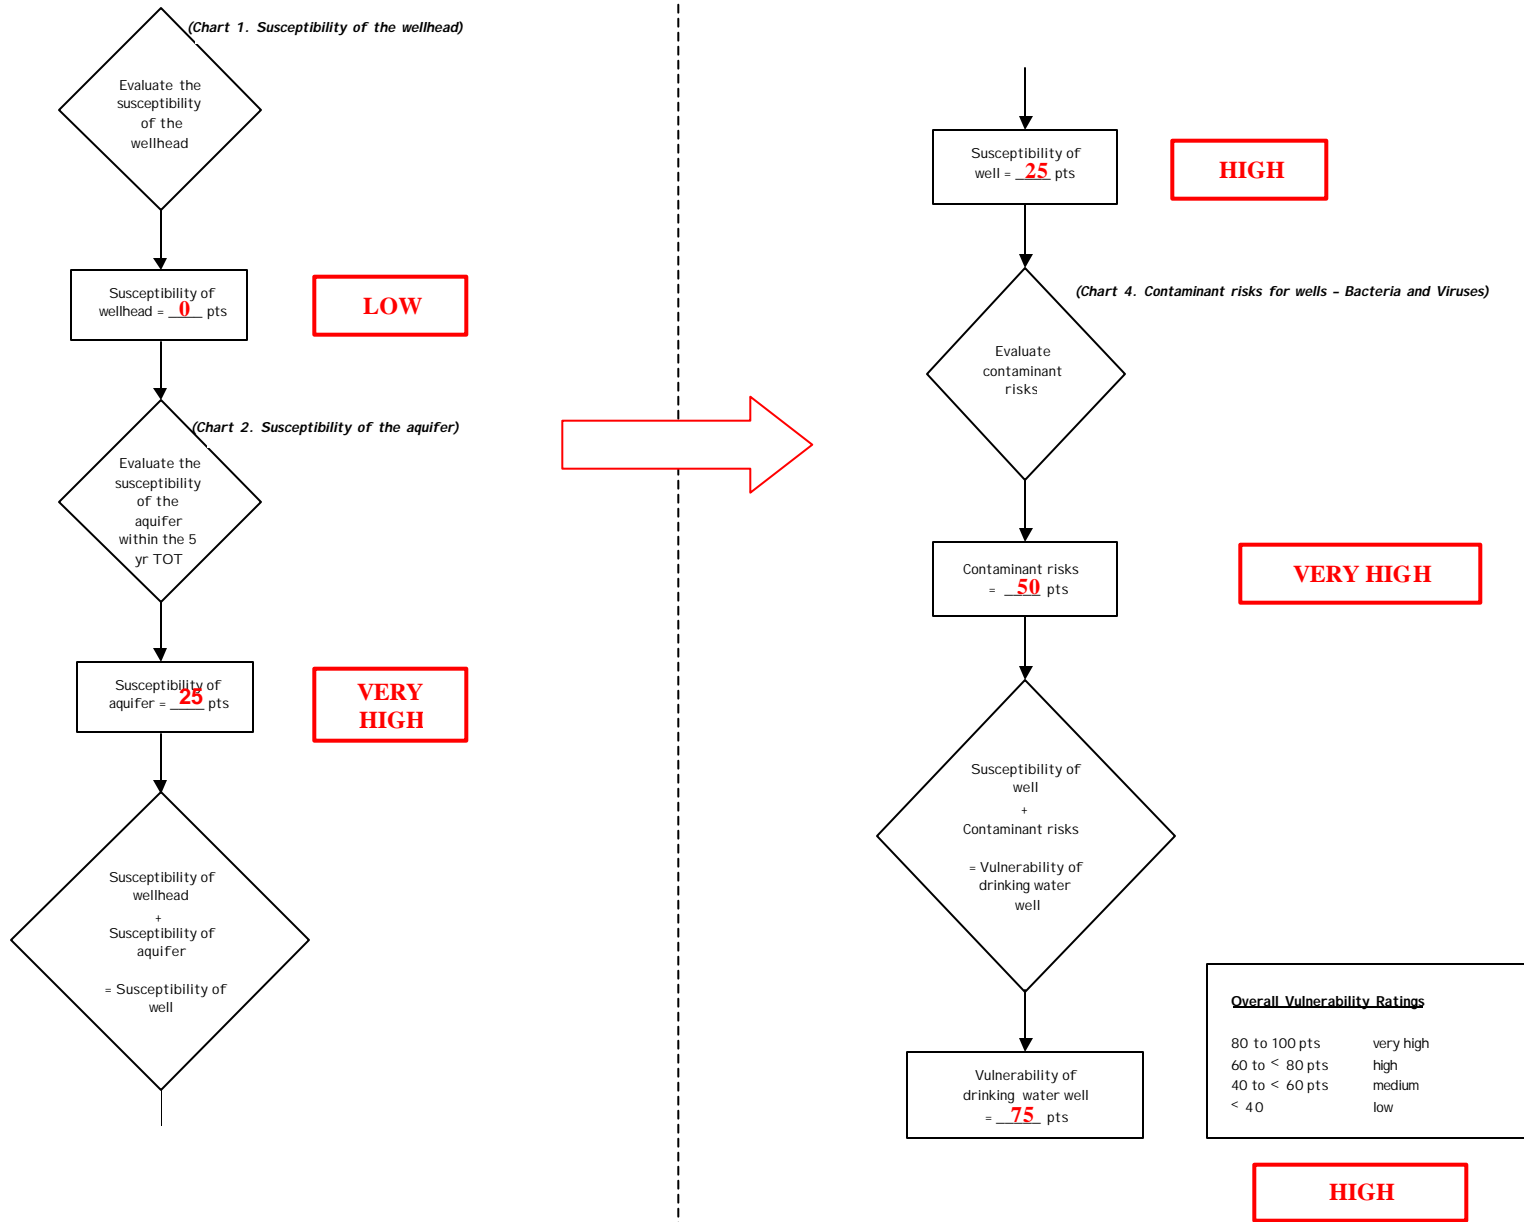 (Chart 1. Susceptibility of the wellhead)
Evaluate the
susceptibility
of the
wellhead
Susceptibility of
wellhead = 0 pts
LOW
(Chart 2. Susceptibility of the aquifer)
Evaluate the
susceptibility
of the
aquifer
within the 5
yr TOT
Susceptibility of
aquifer = 25 pts
VERY
HIGH
Susceptibility of
wellhead
+
Susceptibility of
aquifer
= Susceptibility of
well
Susceptibility of
well = 25 pts
HIGH
(Chart 4. Contaminant risks for wells – Bacteria and Viruses)
Evaluate
contaminant
risks
Contaminant risks
= 50 pts
VERY HIGH
Susceptibility of
well
+
Contaminant risks
= Vulnerability of
drinking water
well
Vulnerability of
drinking water well
= 75 pts
Overall Vulnerability Ratings
80 to 100 pts very high
60 to < 80 pts high
40 to < 60 pts medium
< 40 low
HIGH